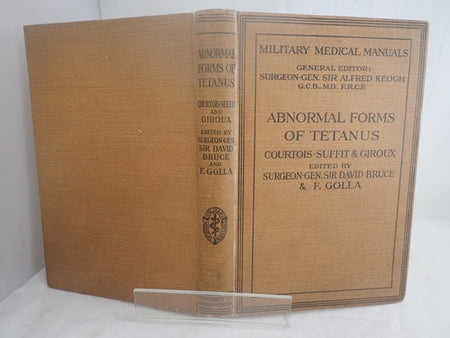 ABNORMAL
FORMS OF
TETANUS
COURTOIS-SUFFIT
AND
GIROUX
EDITED BY
SURGEON-GEN.
SIR DAVID
BRUCE
AND
F. GOLLA
MILITARY MEDICAL MANUALS
GENERAL EDITOR:
SURGEON-GEN. SIR ALFRED KEOGH
G.C.B., M.D., F.R.C.P.
ABNORMAL FORMS
OF TETANUS
COURTOIS-SUFFIT & GIROUX
EDITED BY
SURGEON-GEN. SIR DAVID BRUCE
& F. GOLLA